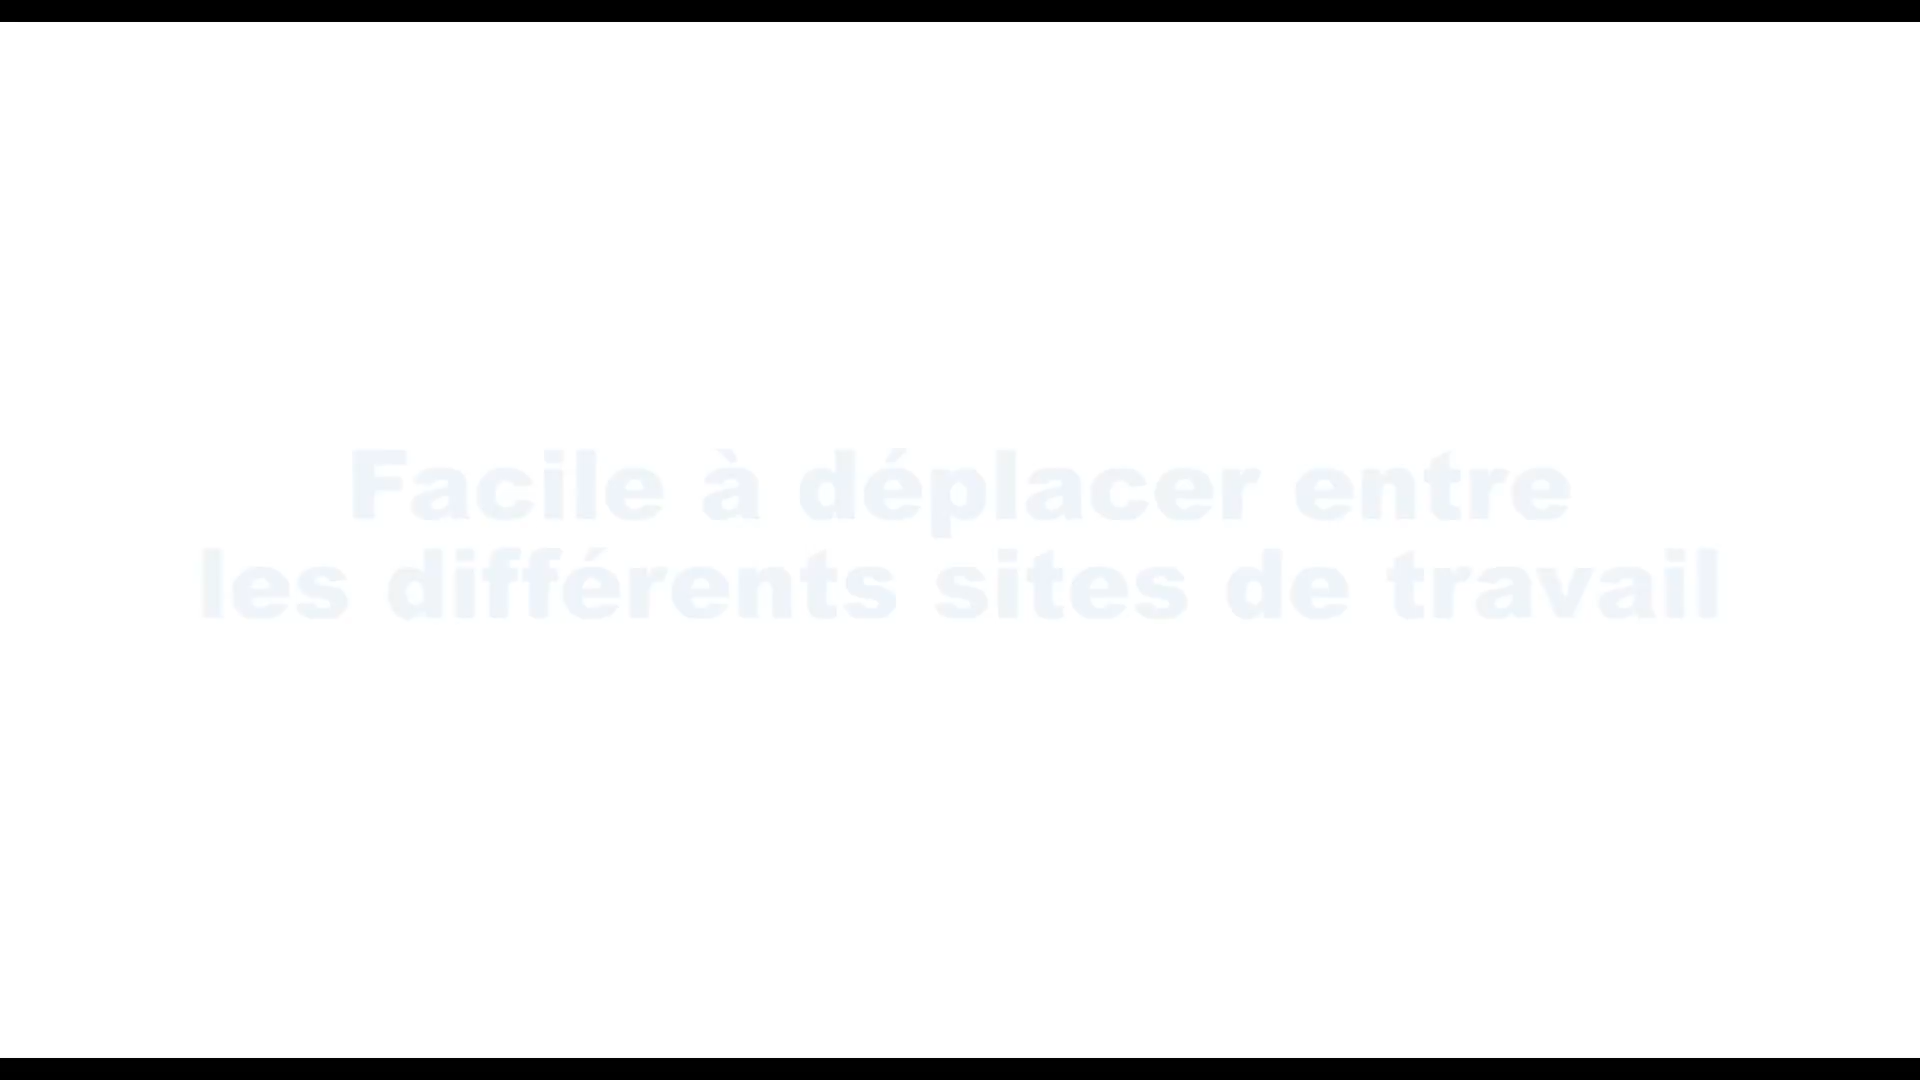 Facile à déplacer entre
les différents sites de travail